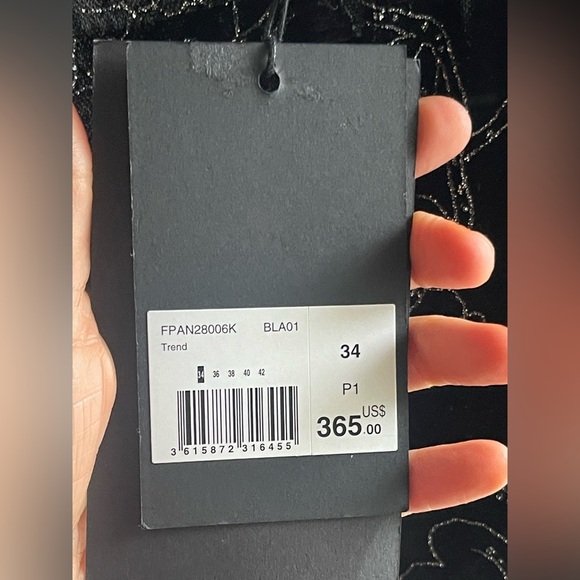 FPAN28006K BLA01
Trend
34 36 38 40 42
3 615872 316455
34
P1
365.00 US$